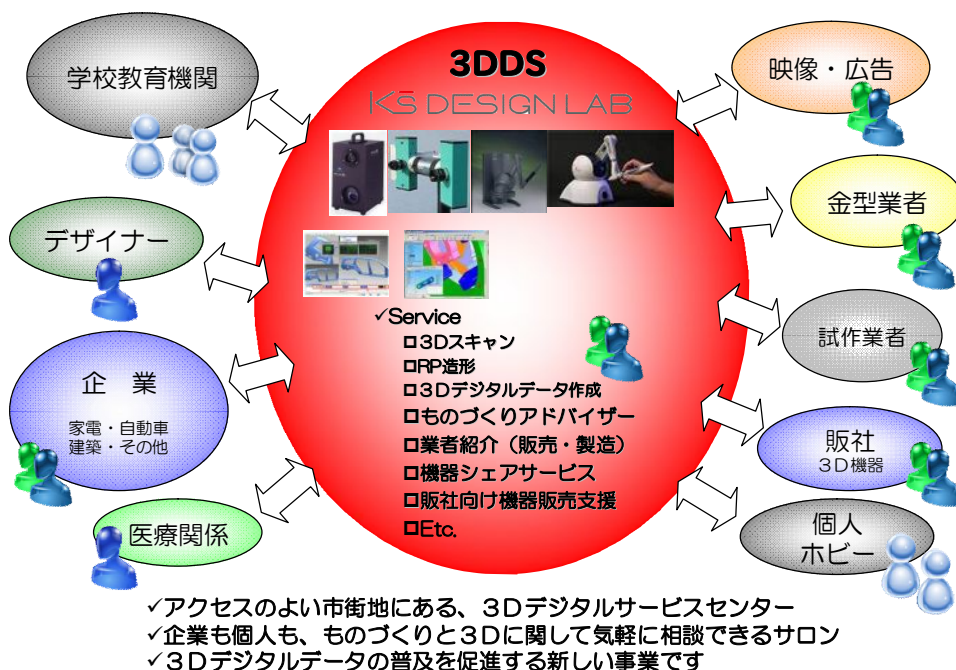 3DDS
K's DESIGN LAB
学校教育機関
デザイナー
企　業
家電・自動車
建築・その他
医療関係
✓Service
□3Dスキャン
□RP造形
□3Dデジタルデータ作成
□ものづくりアドバイザー
□業者紹介（販売・製造）
□機器シェアサービス
□販社向け機器販売支援
□Etc.
映像・広告
金型業者
試作業者
販社
3D機器
個人
ホビー
✓アクセスのよい市街地にある、３Ｄデジタルサービスセンター
✓企業も個人も、ものづくりと３Ｄに関して気軽に相談できるサロン
✓３Ｄデジタルデータの普及を促進する新しい事業です